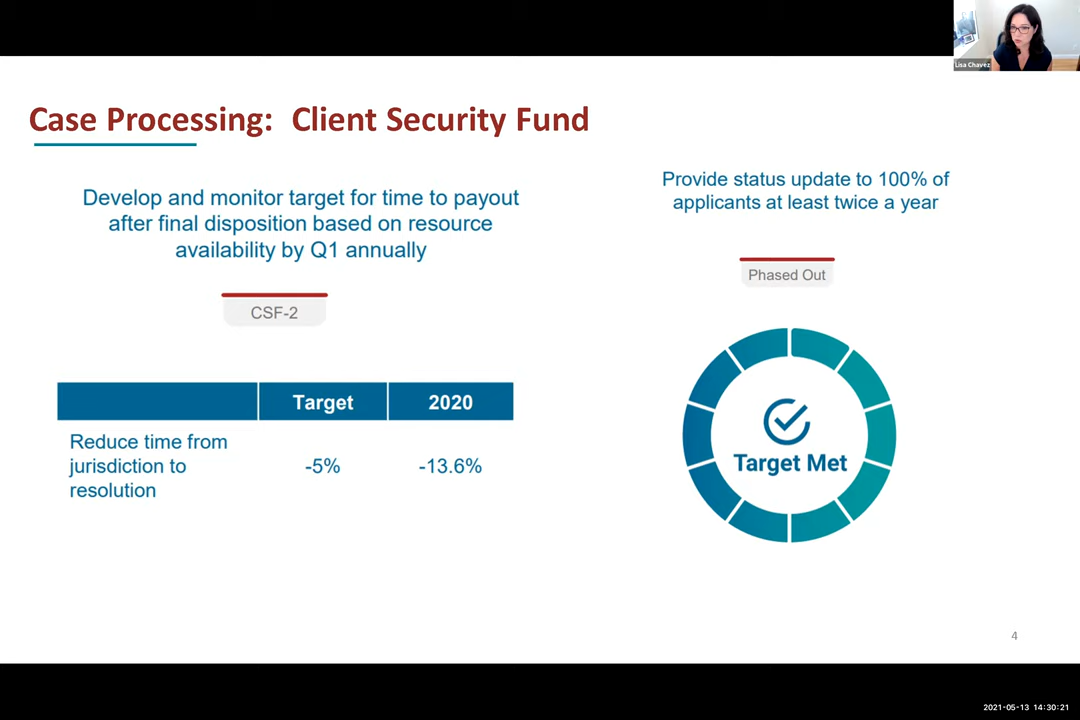 Lisa Chavez
Case Processing: Client Security Fund
Develop and monitor target for time to payout
after final disposition based on resource
availability by Q1 annually
CSF-2
Target
2020
Reduce time from
jurisdiction to
resolution
-5%
-13.6%
Provide status update to 100% of
applicants at least twice a year
Phased Out
Target Met
4
2021-05-13 14:30:21